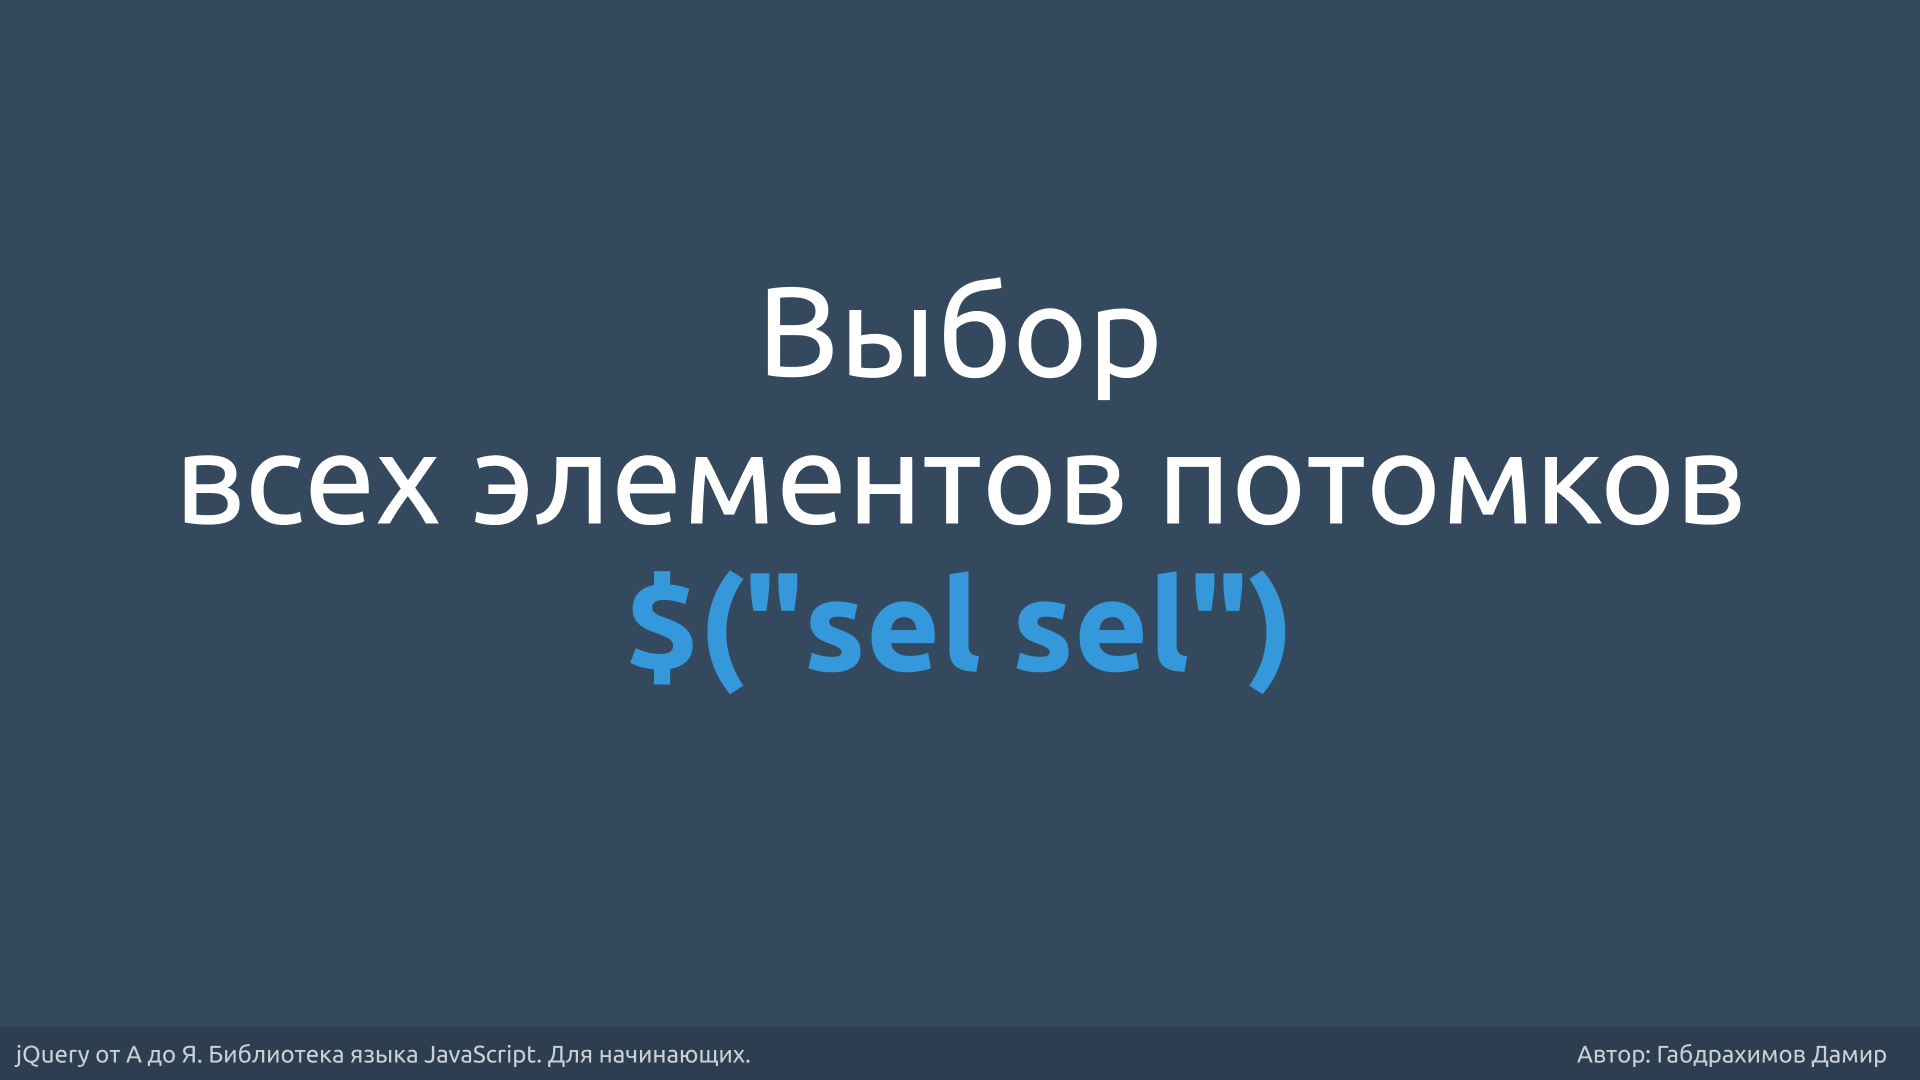 Выбор
всех элементов потомков
$("sel sel")
jQuery от А до Я. Библиотека языка JavaScript. Для начинающих.
Автор: Габдрахимов Дамир